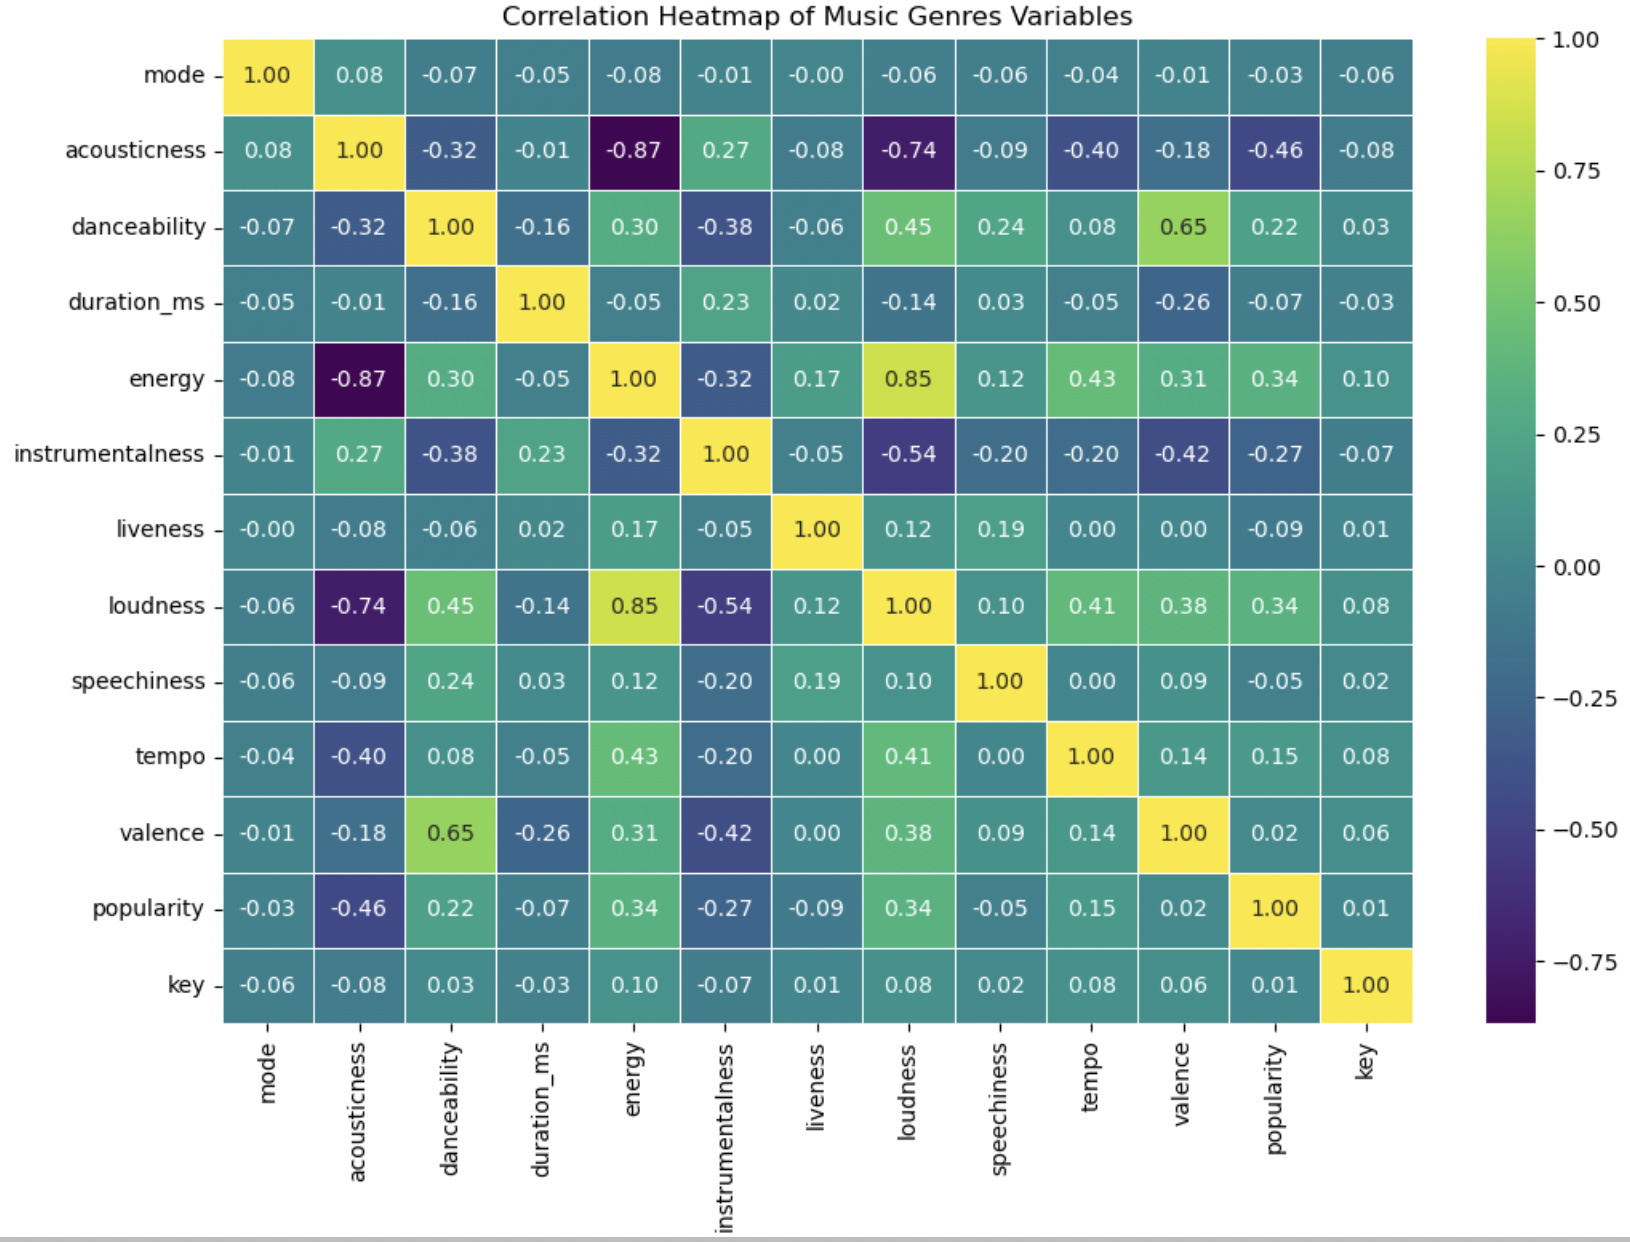 Correlation Heatmap of Music Genres Variables
mode 1.00 0.08 -0.07 -0.05 -0.08 -0.01 -0.00 -0.06 -0.06 -0.04 -0.01 -0.03 -0.06
acousticness 0.08 1.00 -0.32 -0.01 -0.87 0.27 -0.08 -0.74 -0.09 -0.40 -0.18 -0.46 -0.08
danceability -0.07 -0.32 1.00 -0.16 0.30 -0.38 -0.06 0.45 0.24 0.08 0.65 0.22 0.03
duration_ms -0.05 -0.01 -0.16 1.00 -0.05 0.23 0.02 -0.14 0.03 -0.05 -0.26 -0.07 -0.03
energy -0.08 -0.87 0.30 -0.05 1.00 -0.32 0.17 0.85 0.12 0.43 0.31 0.34 0.10
instrumentalness -0.01 0.27 -0.38 0.23 -0.32 1.00 -0.05 -0.54 -0.20 -0.20 -0.42 -0.27 -0.07
liveness -0.00 -0.08 -0.06 0.02 0.17 -0.05 1.00 0.12 0.19 0.00 0.00 -0.09 0.01
loudness -0.06 -0.74 0.45 -0.14 0.85 -0.54 0.12 1.00 0.10 0.41 0.38 0.34 0.08
speechiness -0.06 -0.09 0.24 0.03 0.12 -0.20 0.19 0.10 1.00 0.00 0.09 -0.05 0.02
tempo -0.04 -0.40 0.08 -0.05 0.43 -0.20 0.00 0.41 0.00 1.00 0.14 0.15 0.08
valence -0.01 -0.18 0.65 -0.26 0.31 -0.42 0.00 0.38 0.09 0.14 1.00 0.02 0.06
popularity -0.03 -0.46 0.22 -0.07 0.34 -0.27 -0.09 0.34 -0.05 0.15 0.02 1.00 0.01
key -0.06 -0.08 0.03 -0.03 0.10 -0.07 0.01 0.08 0.02 0.08 0.06 0.01 1.00
mode acousticness danceability duration_ms energy instrumentalness liveness loudness speechiness tempo valence popularity key
1.00
0.75
0.50
0.25
0.00
−0.25
−0.50
−0.75